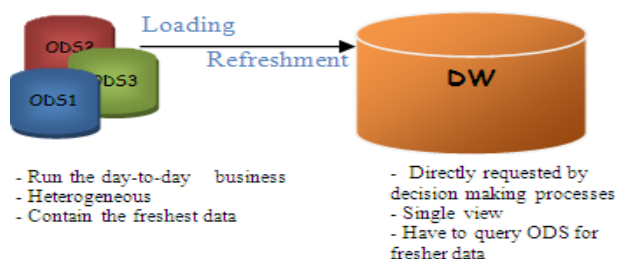 Loading
Refreshment
ODS2
ODS3
ODS1
DW
- Run the day-to-day business
- Heterogeneous
- Contain the freshest data
- Directly requested by
decision making processes
- Single view
- Have to query ODS for
fresher data